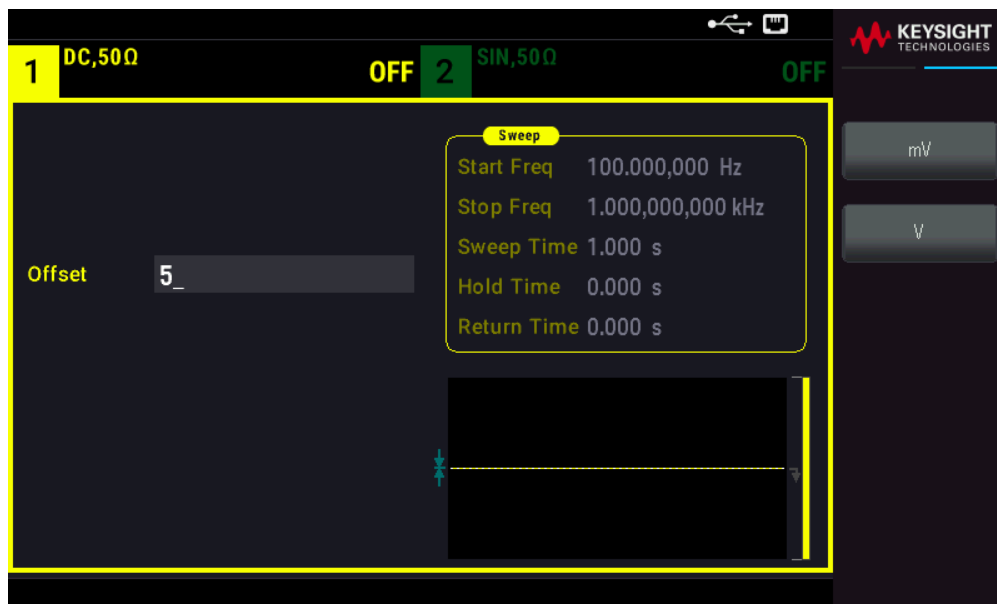 KEYSIGHT
TECHNOLOGIES
1 DC,50Ω OFF 2 SIN,50Ω OFF
Sweep
Start Freq 100.000,000 Hz
Stop Freq 1.000,000,000 kHz
Sweep Time 1.000 s
Hold Time 0.000 s
Return Time 0.000 s
Offset 5_
mV
V